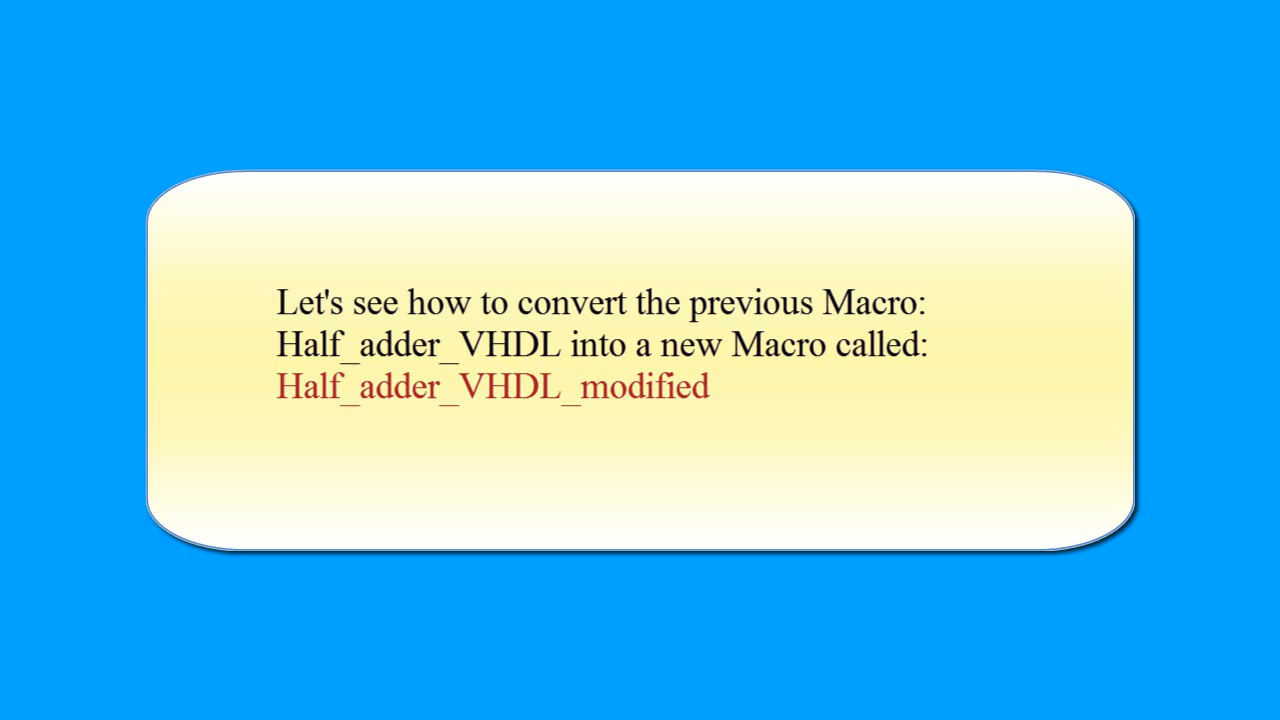 Let's see how to convert the previous Macro:
Half_adder_VHDL into a new Macro called:
Half_adder_VHDL_modified